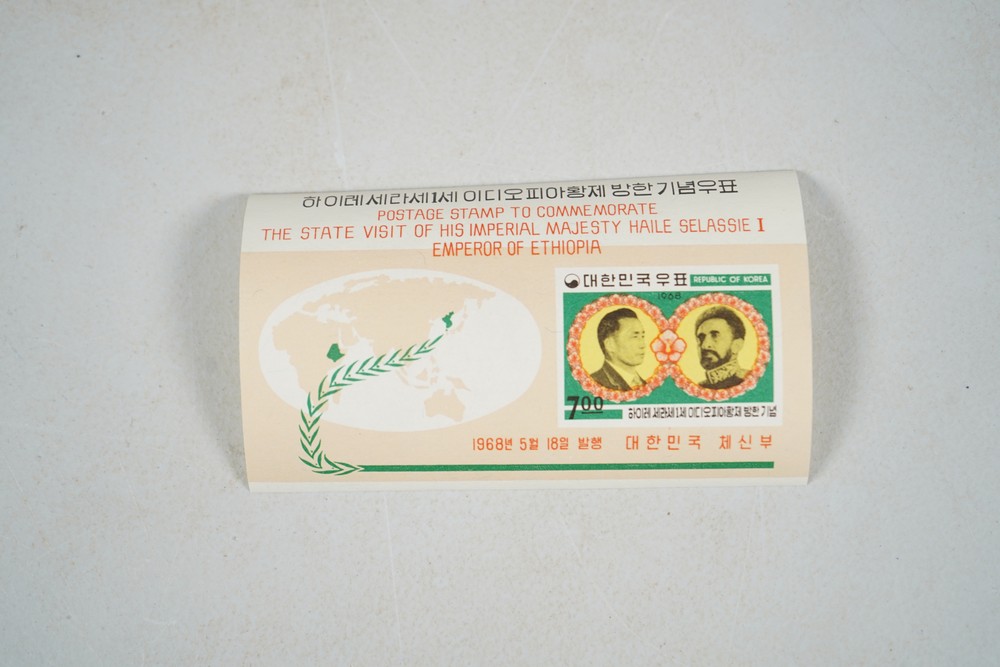 하이레 세라세 1세 이디오피아황제 방한 기념우표
POSTAGE STAMP TO COMMEMORATE
THE STATE VISIT OF HIS IMPERIAL MAJESTY HAILE SELASSIE I
EMPEROR OF ETHIOPIA
대한민국우표 REPUBLIC OF KOREA
1968
700 하이레 세라세 1세 이디오피아황제 방한 기념
1968년 5월 18일 발행 대한민국 체신부